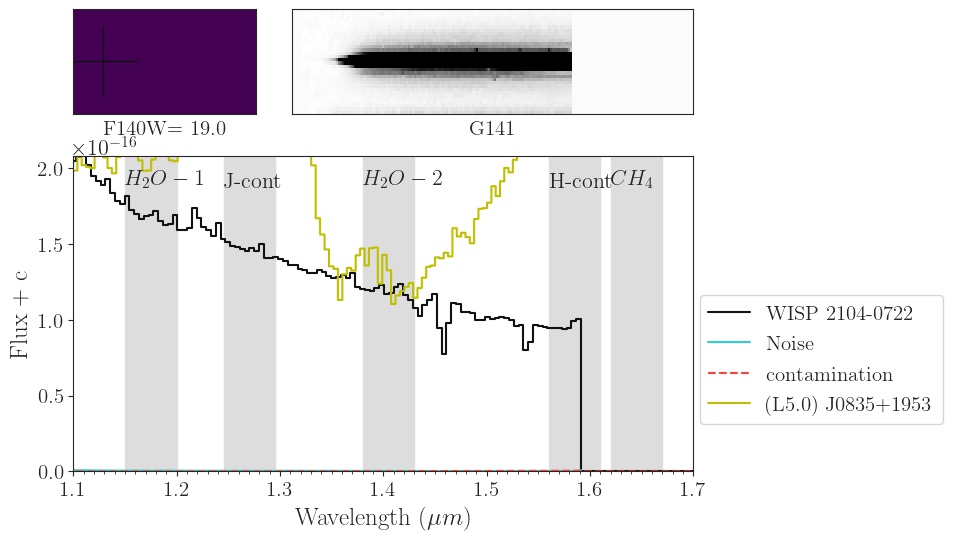 F140W= 19.0
G141
×10⁻¹⁶
H₂O − 1
J-cont
H₂O − 2
H-cont
CH₄
2.0
1.5
1.0
0.5
0.0
Flux + c
1.1
1.2
1.3
1.4
1.5
1.6
1.7
Wavelength (μm)
WISP 2104-0722
Noise
contamination
(L5.0) J0835+1953